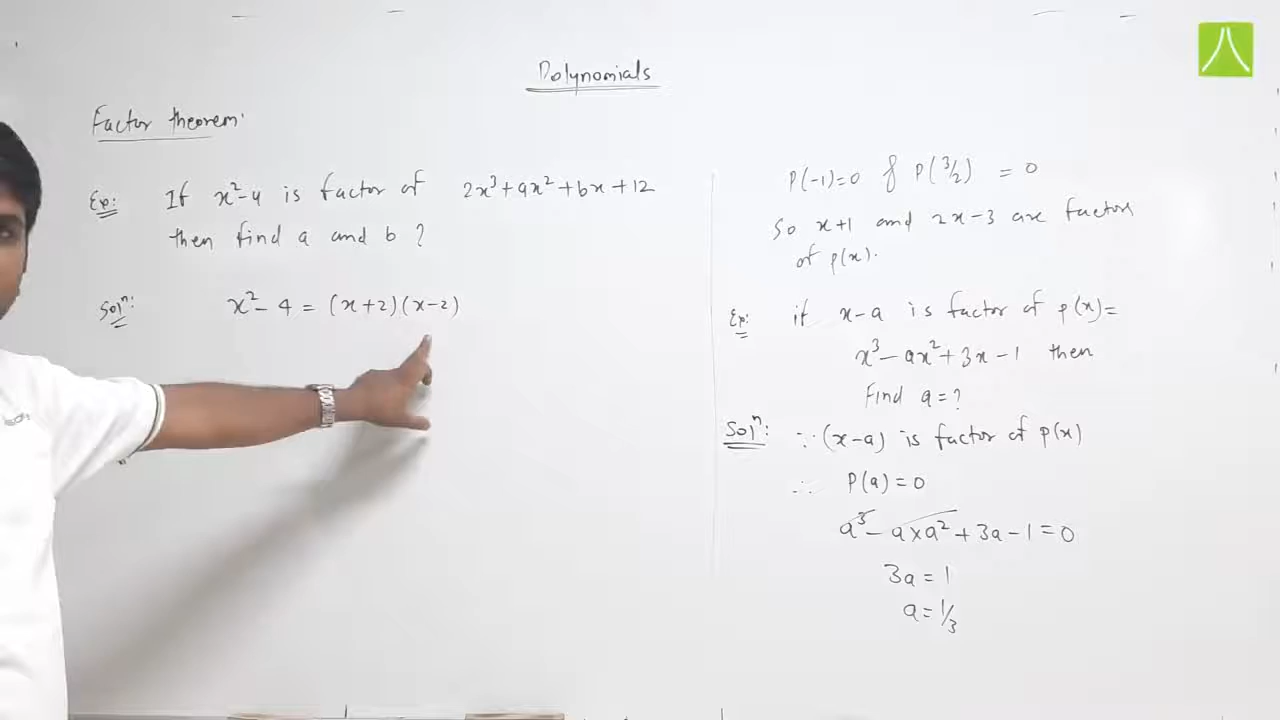 Polynomials
Factor theorem:
Ex: If x²-4 is factor of 2x³+ax²+bx+12
then find a and b ?
Solⁿ: x²-4 = (x+2)(x-2)
P(-1)=0 & P(3/2) = 0
So x+1 and 2x-3 are factors
of p(x).
Ex: if x-a is factor of p(x)=
x³-ax²+3x-1 then
Find a=?
Solⁿ: ∵ (x-a) is factor of p(x)
∴ P(a)=0
a³-a×a²+3a-1=0
3a=1
a=1/3